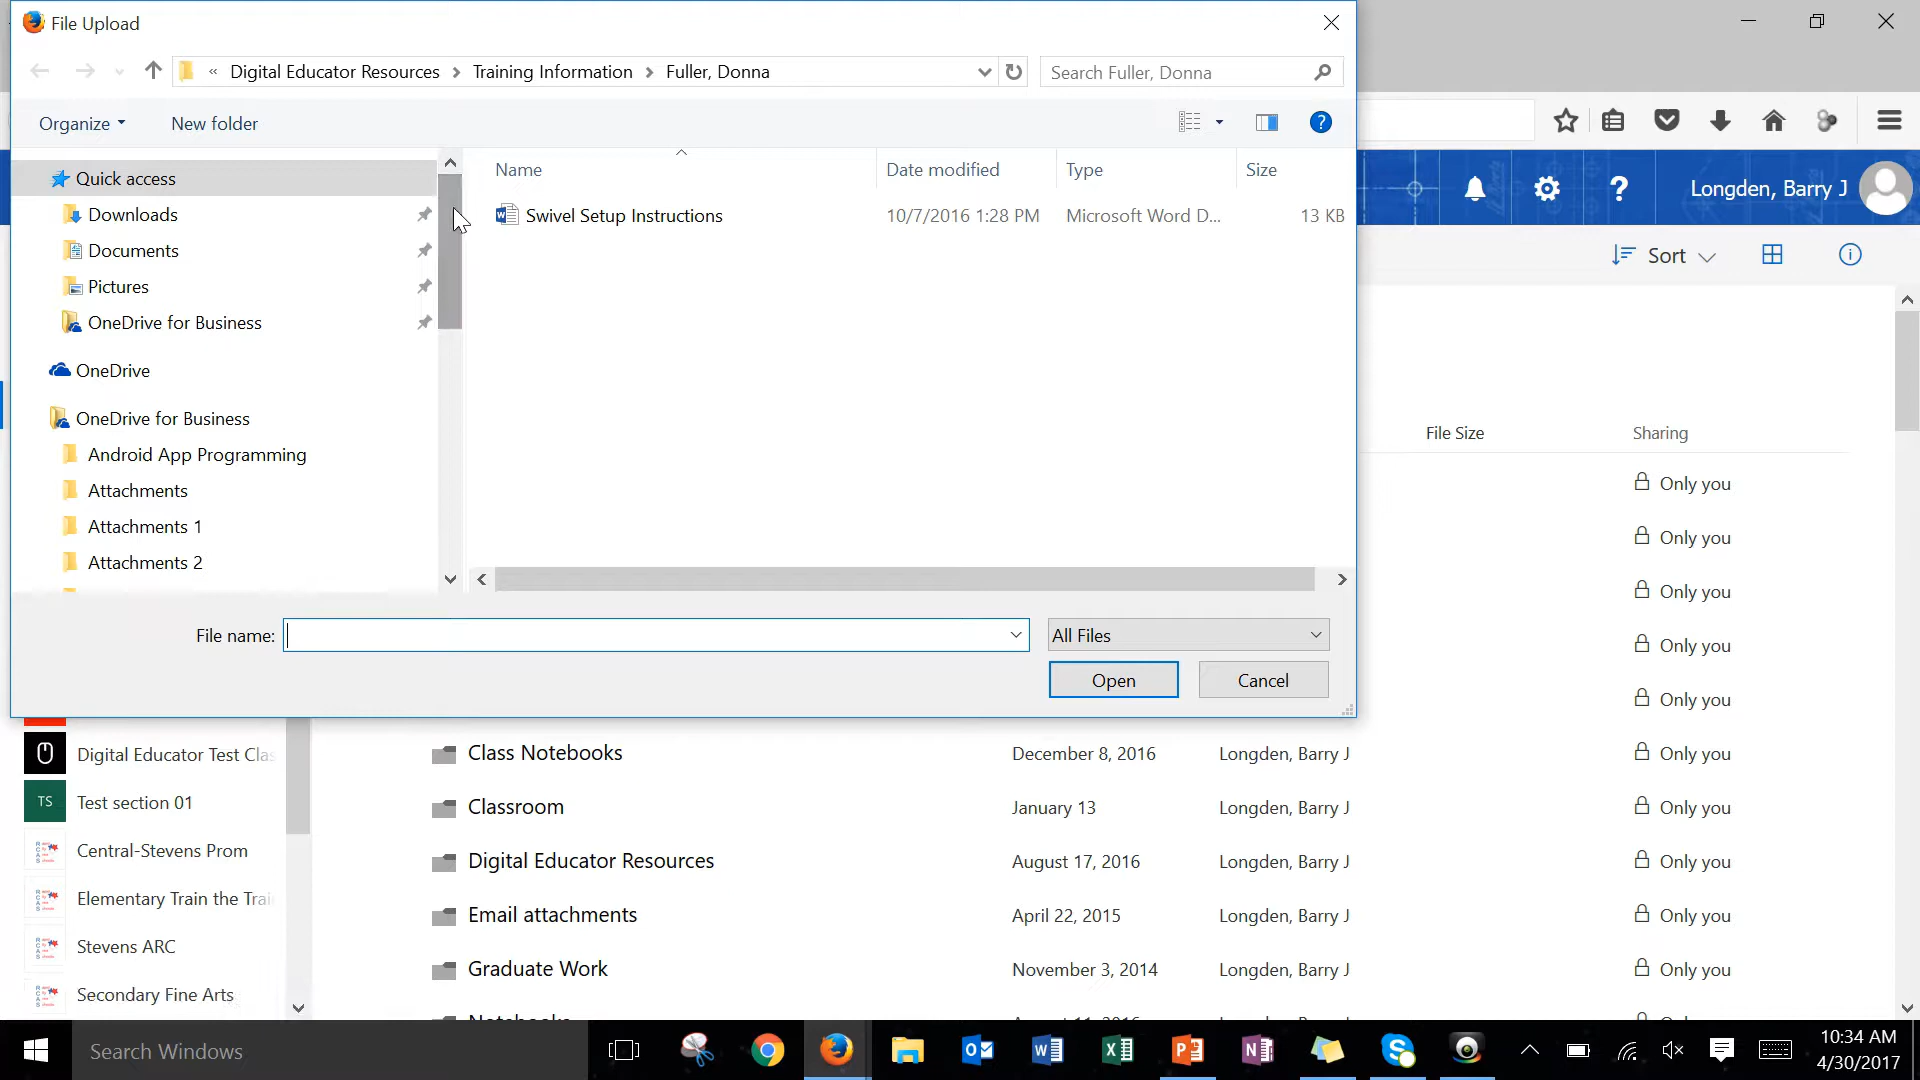 File Upload
« Digital Educator Resources > Training Information > Fuller, Donna
Search Fuller, Donna
Organize
New folder
Name
Date modified
Type
Size
Quick access
Downloads
Documents
Pictures
OneDrive for Business
OneDrive
OneDrive for Business
Android App Programming
Attachments
Attachments 1
Attachments 2
Swivel Setup Instructions 10/7/2016 1:28 PM Microsoft Word D... 13 KB
File name:
All Files
Open
Cancel
Longden, Barry J
Sort
File Size
Sharing
Only you
Only you
Only you
Only you
Only you
Class Notebooks December 8, 2016 Longden, Barry J Only you
Classroom January 13 Longden, Barry J Only you
Digital Educator Resources August 17, 2016 Longden, Barry J Only you
Email attachments April 22, 2015 Longden, Barry J Only you
Graduate Work November 3, 2014 Longden, Barry J Only you
Notebooks
Digital Educator Test Clas
TS Test section 01
Central-Stevens Prom
Elementary Train the Trai
Stevens ARC
Secondary Fine Arts
Search Windows
10:34 AM
4/30/2017